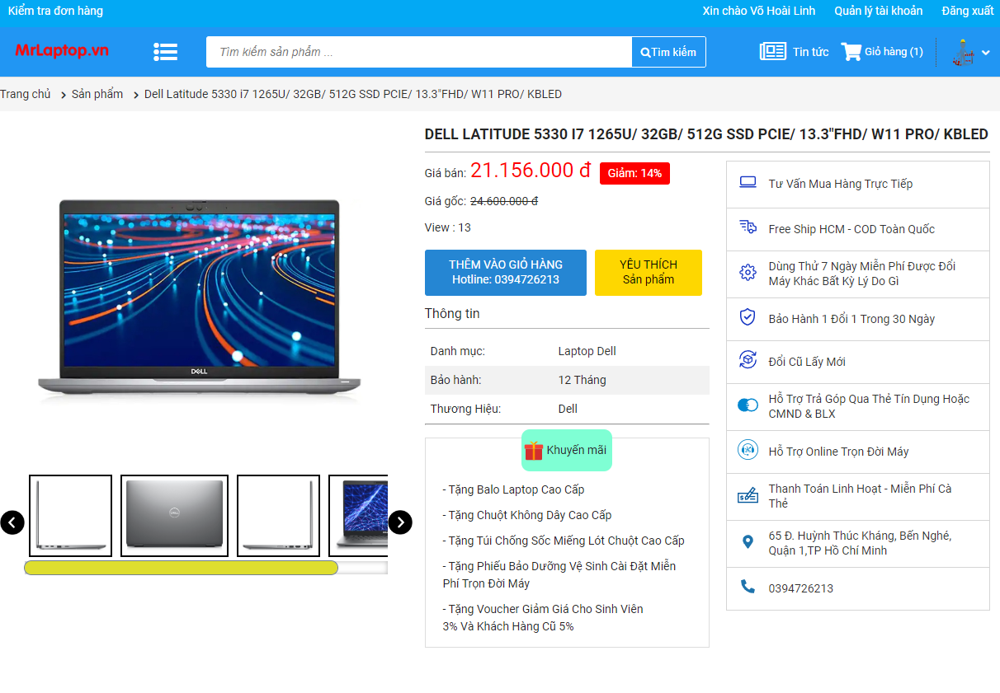 Kiểm tra đơn hàng
Xin chào Võ Hoài Linh
Quản lý tài khoản
Đăng xuất
MrLaptop.vn
Tìm kiếm sản phẩm ...
Tìm kiếm
Tin tức
Giỏ hàng (1)
Trang chủ > Sản phẩm > Dell Latitude 5330 i7 1265U/ 32GB/ 512G SSD PCIE/ 13.3"FHD/ W11 PRO/ KBLED
DELL LATITUDE 5330 I7 1265U/ 32GB/ 512G SSD PCIE/ 13.3"FHD/ W11 PRO/ KBLED
Giá bán: 21.156.000 đ Giảm: 14%
Giá gốc: 24.600.000 đ
View : 13
THÊM VÀO GIỎ HÀNG
Hotline: 0394726213
YÊU THÍCH
Sản phẩm
Thông tin
Danh mục: Laptop Dell
Bảo hành: 12 Tháng
Thương Hiệu: Dell
Khuyến mãi
- Tặng Balo Laptop Cao Cấp
- Tặng Chuột Không Dây Cao Cấp
- Tặng Túi Chống Sốc Miếng Lót Chuột Cao Cấp
- Tặng Phiếu Bảo Dưỡng Vệ Sinh Cài Đặt Miễn
Phí Trọn Đời Máy
- Tặng Voucher Giảm Giá Cho Sinh Viên
3% Và Khách Hàng Cũ 5%
Tư Vấn Mua Hàng Trực Tiếp
Free Ship HCM - COD Toàn Quốc
Dùng Thử 7 Ngày Miễn Phí Được Đổi
Máy Khác Bất Kỳ Lý Do Gì
Bảo Hành 1 Đổi 1 Trong 30 Ngày
Đổi Cũ Lấy Mới
Hỗ Trợ Trả Góp Qua Thẻ Tín Dụng Hoặc
CMND & BLX
Hỗ Trợ Online Trọn Đời Máy
Thanh Toán Linh Hoạt - Miễn Phí Cà
Thẻ
65 Đ. Huỳnh Thúc Kháng, Bến Nghé,
Quận 1,TP Hồ Chí Minh
0394726213
DELL
DELL